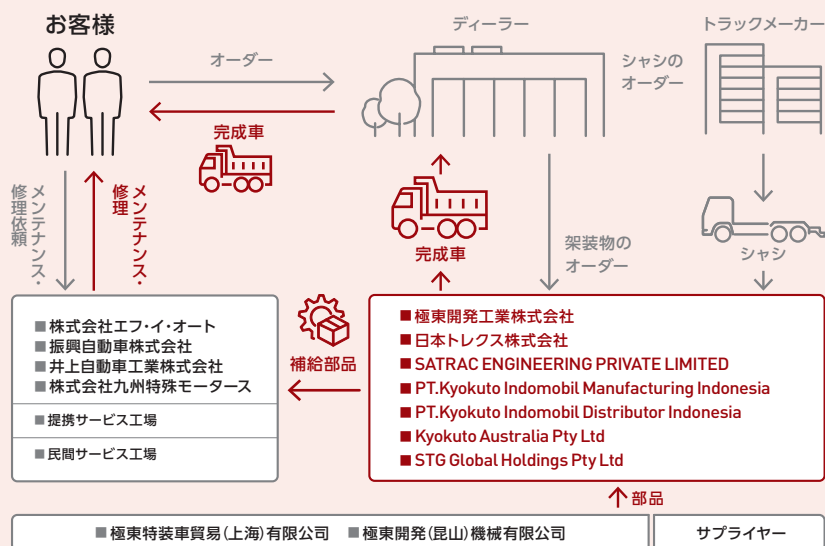 お客様
ディーラー
トラックメーカー
オーダー
シャシの
オーダー
完成車
メンテナンス・
修理依頼
メンテナンス・
修理
完成車
架装物の
オーダー
シャシ
■株式会社エフ・イ・オート
■振興自動車株式会社
■井上自動車工業株式会社
■株式会社九州特殊モータース
■提携サービス工場
■民間サービス工場
補給部品
■極東開発工業株式会社
■日本トレクス株式会社
■SATRAC ENGINEERING PRIVATE LIMITED
■PT.Kyokuto Indomobil Manufacturing Indonesia
■PT.Kyokuto Indomobil Distributor Indonesia
■Kyokuto Australia Pty Ltd
■STG Global Holdings Pty Ltd
部品
■極東特装車貿易(上海)有限公司 ■極東開発(昆山)機械有限公司
サプライヤー